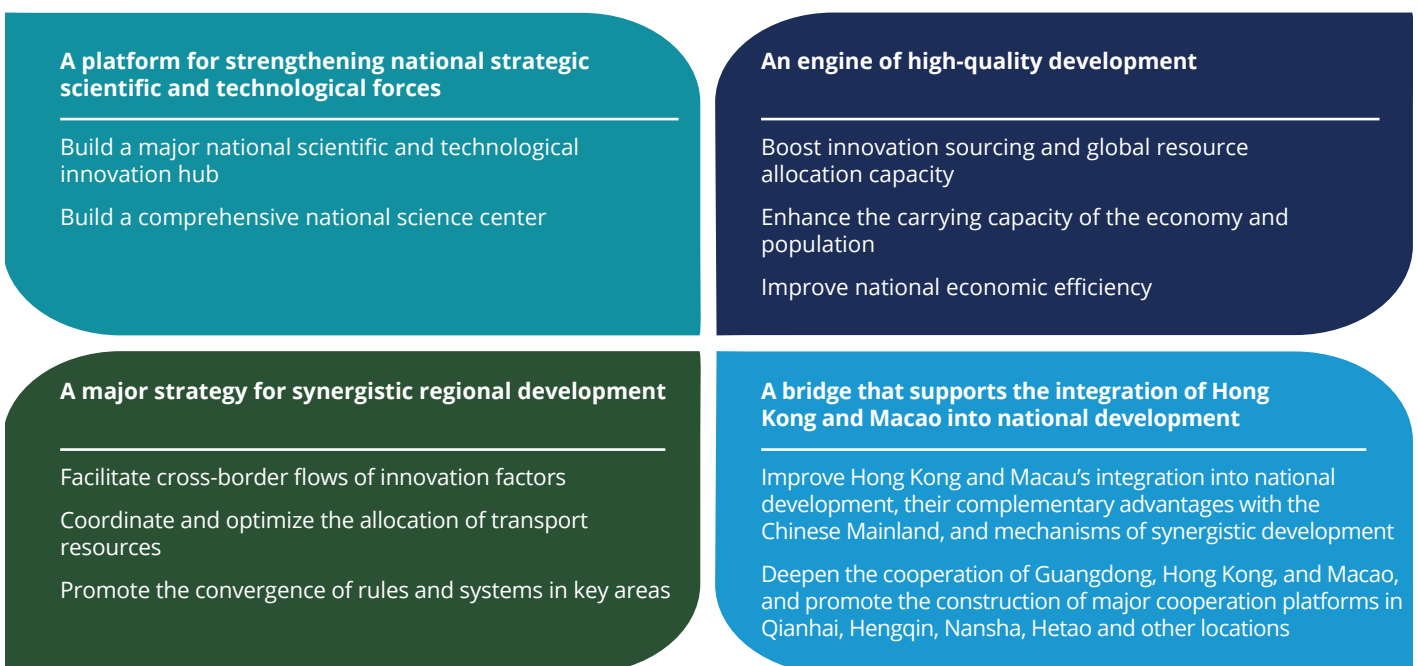 A platform for strengthening national strategic
scientific and technological forces
Build a major national scientific and technological
innovation hub
Build a comprehensive national science center
An engine of high-quality development
Boost innovation sourcing and global resource
allocation capacity
Enhance the carrying capacity of the economy and
population
Improve national economic efficiency
A major strategy for synergistic regional development
Facilitate cross-border flows of innovation factors
Coordinate and optimize the allocation of transport
resources
Promote the convergence of rules and systems in key areas
A bridge that supports the integration of Hong
Kong and Macao into national development
Improve Hong Kong and Macau’s integration into national
development, their complementary advantages with the
Chinese Mainland, and mechanisms of synergistic development
Deepen the cooperation of Guangdong, Hong Kong, and Macao,
and promote the construction of major cooperation platforms in
Qianhai, Hengqin, Nansha, Hetao and other locations